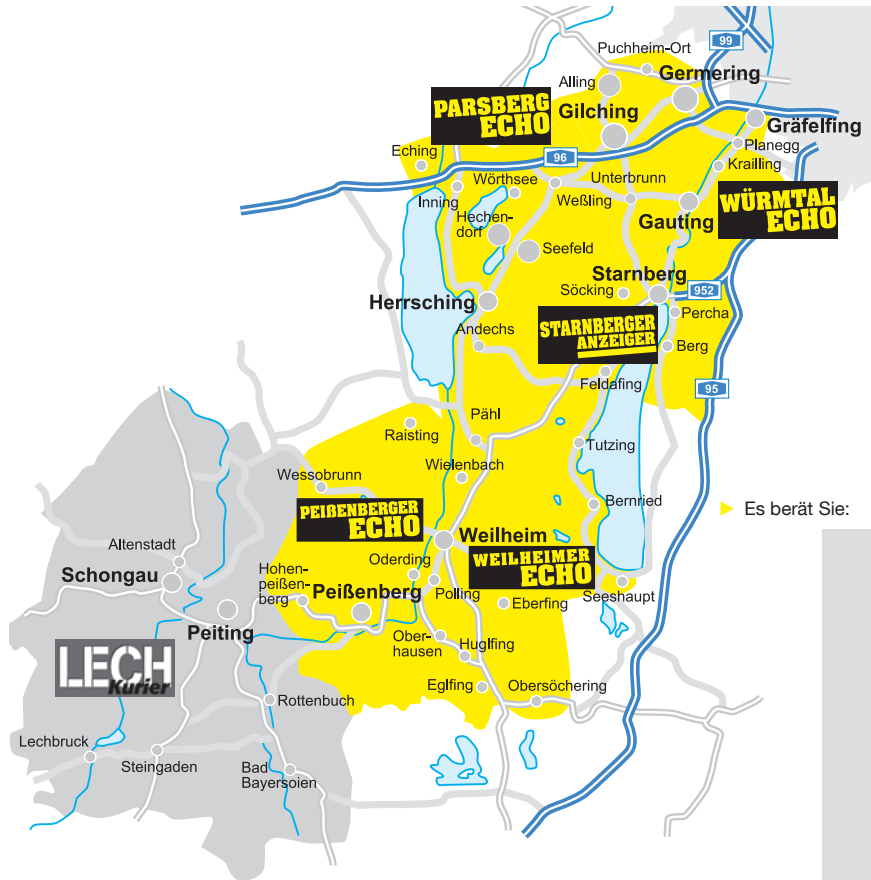 99
Puchheim-Ort
Germering
Alling
PARSBERG
ECHO
Gilching
Gräfelfing
Planegg
Eching
96
Krailling
Wörthsee
Unterbrunn
Inning
Weßling
WÜRMTAL
ECHO
Hechen-
dorf
Gauting
Seefeld
Starnberg
Söcking
952
Herrsching
Percha
Andechs
STARNBERGER
ANZEIGER
Berg
Feldafing
95
Pähl
Raisting
Tutzing
Wielenbach
Wessobrunn
Bernried
PEIßENBERGER
ECHO
Es berät Sie:
Weilheim
Altenstadt
WEILHEIMER
ECHO
Oderding
Schongau
Hohen-
peißen-
berg
Peißenberg
Polling
Eberfing
Seeshaupt
Peiting
Ober-
hausen
Huglfing
LECH
Kurier
Eglfing
Obersöchering
Rottenbuch
Lechbruck
Steingaden
Bad
Bayersoien